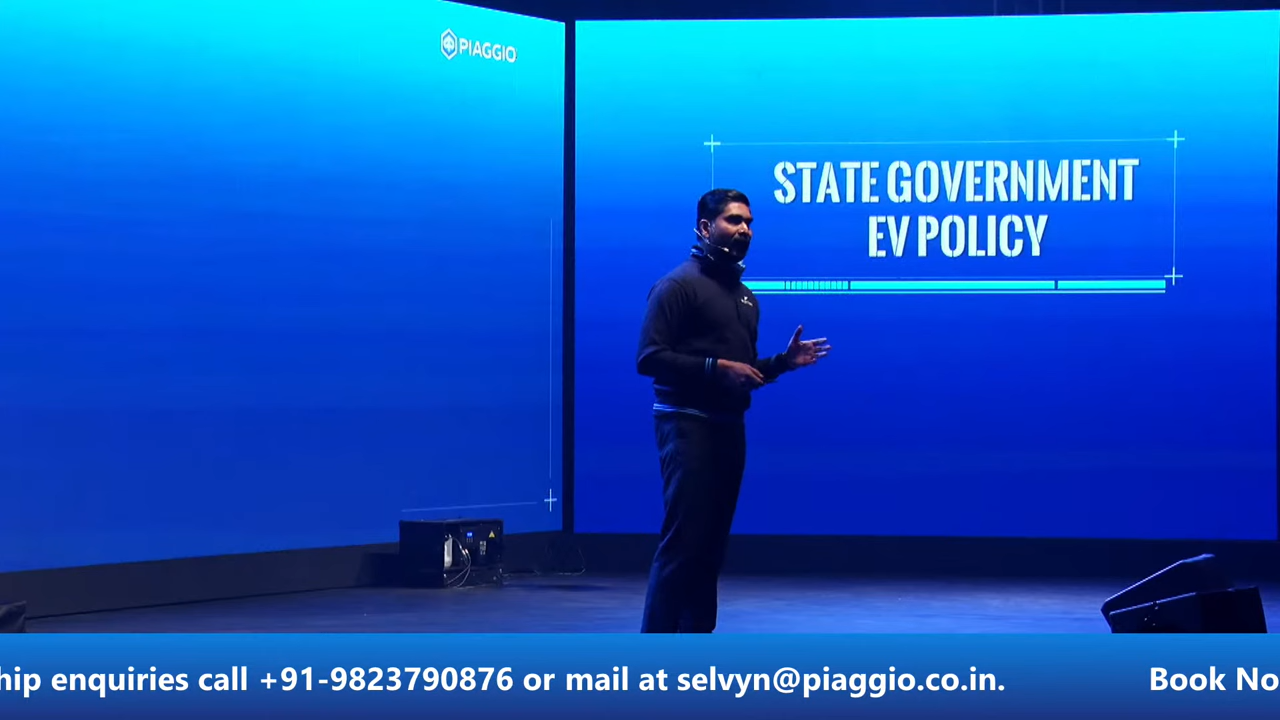 PIAGGIO
STATE GOVERNMENT
EV POLICY
hip enquiries call +91-9823790876 or mail at selvyn@piaggio.co.in. Book No